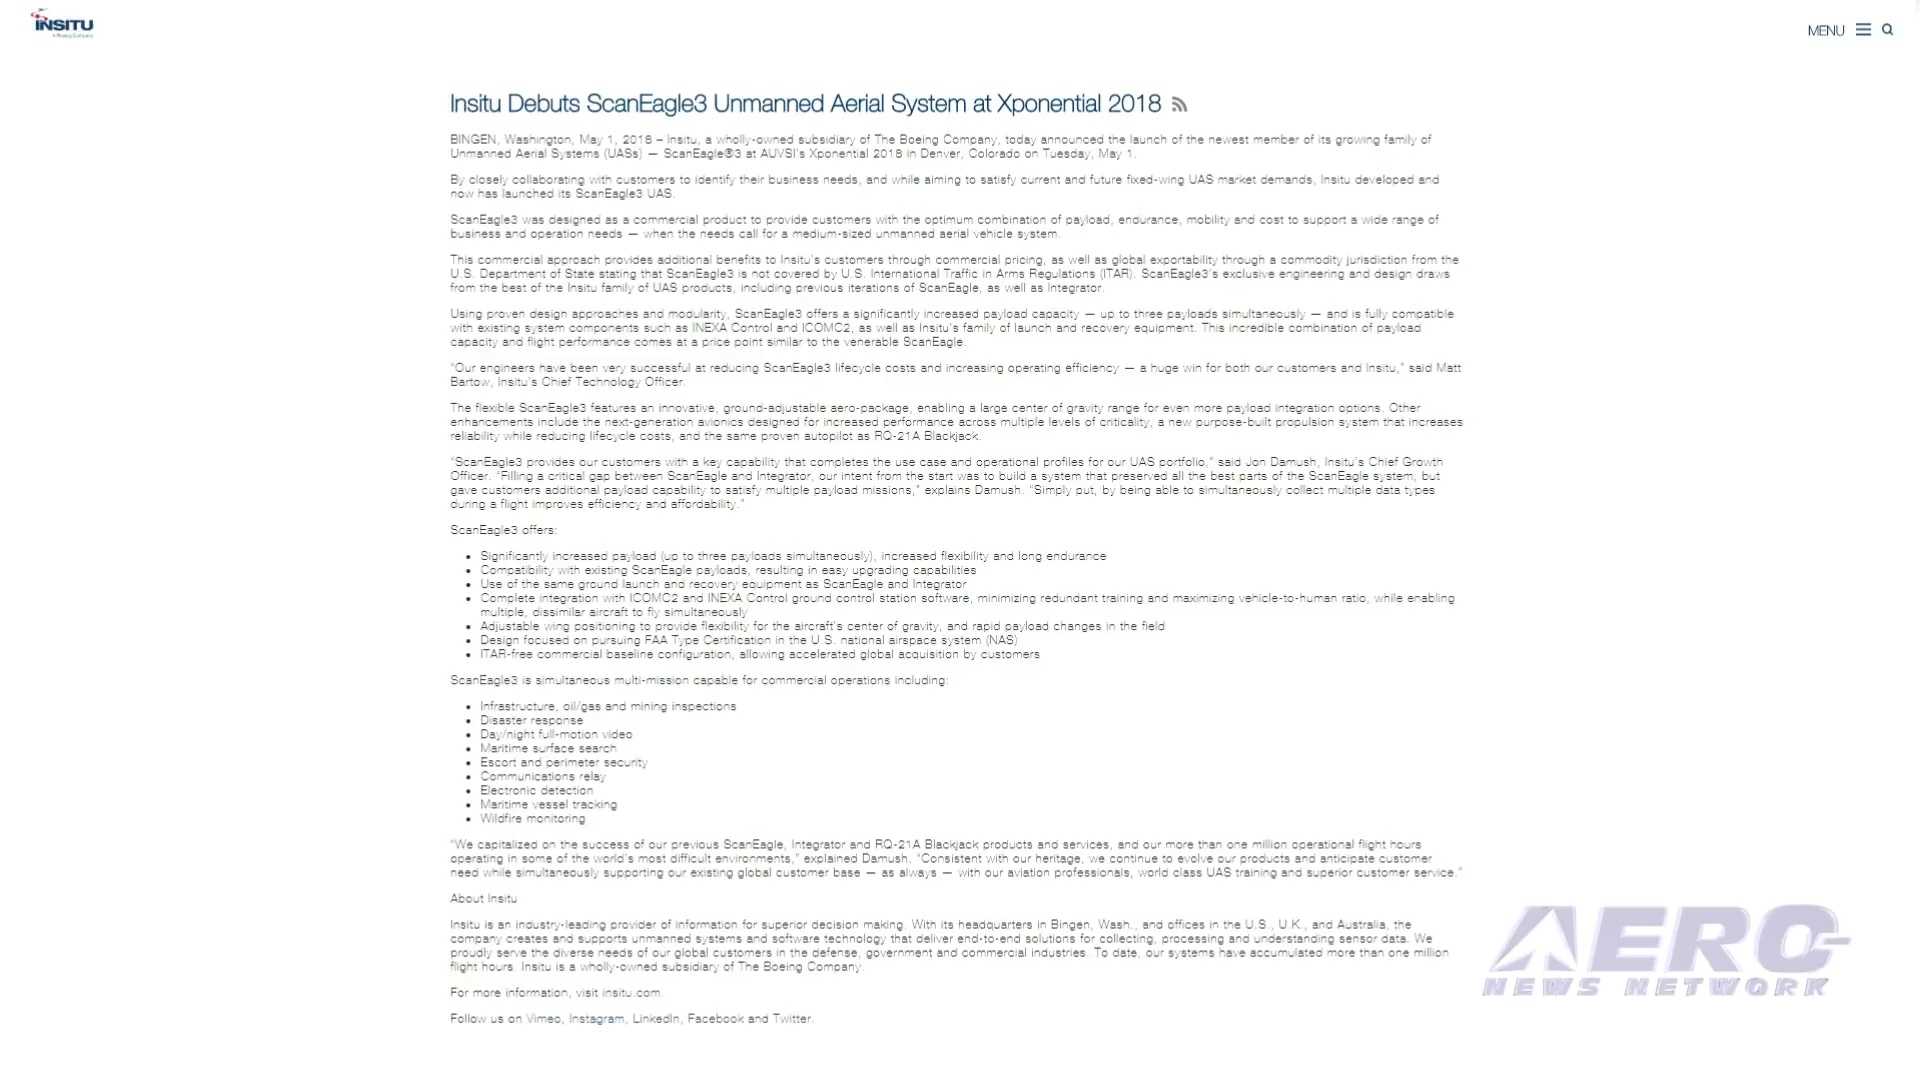 INSITU
A Boeing Company
MENU
Insitu Debuts ScanEagle3 Unmanned Aerial System at Xponential 2018
BINGEN, Washington, May 1, 2018 – Insitu, a wholly-owned subsidiary of The Boeing Company, today announced the launch of the newest member of its growing family of
Unmanned Aerial Systems (UASs) — ScanEagle®3 at AUVSI's Xponential 2018 in Denver, Colorado on Tuesday, May 1.
By closely collaborating with customers to identify their business needs, and while aiming to satisfy current and future fixed-wing UAS market demands, Insitu developed and
now has launched its ScanEagle3 UAS.
ScanEagle3 was designed as a commercial product to provide customers with the optimum combination of payload, endurance, mobility and cost to support a wide range of
business and operation needs — when the needs call for a medium-sized unmanned aerial vehicle system.
This commercial approach provides additional benefits to Insitu's customers through commercial pricing, as well as global exportability through a commodity jurisdiction from the
U.S. Department of State stating that ScanEagle3 is not covered by U.S. International Traffic in Arms Regulations (ITAR). ScanEagle3's exclusive engineering and design draws
from the best of the Insitu family of UAS products, including previous iterations of ScanEagle, as well as Integrator.
Using proven design approaches and modularity, ScanEagle3 offers a significantly increased payload capacity — up to three payloads simultaneously — and is fully compatible
with existing system components such as INEXA Control and ICOMC2, as well as Insitu's family of launch and recovery equipment. This incredible combination of payload
capacity and flight performance comes at a price point similar to the venerable ScanEagle.
“Our engineers have been very successful at reducing ScanEagle3 lifecycle costs and increasing operating efficiency — a huge win for both our customers and Insitu,” said Matt
Bartow, Insitu's Chief Technology Officer.
The flexible ScanEagle3 features an innovative, ground-adjustable aero-package, enabling a large center of gravity range for even more payload integration options. Other
enhancements include the next-generation avionics designed for increased performance across multiple levels of criticality, a new purpose-built propulsion system that increases
reliability while reducing lifecycle costs, and the same proven autopilot as RQ-21A Blackjack.
“ScanEagle3 provides our customers with a key capability that completes the use case and operational profiles for our UAS portfolio,” said Jon Damush, Insitu's Chief Growth
Officer. “Filling a critical gap between ScanEagle and Integrator, our intent from the start was to build a system that preserved all the best parts of the ScanEagle system, but
gave customers additional payload capability to satisfy multiple payload missions,” explains Damush. “Simply put, by being able to simultaneously collect multiple data types
during a flight improves efficiency and affordability.”
ScanEagle3 offers:
• Significantly increased payload (up to three payloads simultaneously), increased flexibility and long endurance
• Compatibility with existing ScanEagle payloads, resulting in easy upgrading capabilities
• Use of the same ground launch and recovery equipment as ScanEagle and Integrator
• Complete integration with ICOMC2 and INEXA Control ground control station software, minimizing redundant training and maximizing vehicle-to-human ratio, while enabling
multiple, dissimilar aircraft to fly simultaneously
• Adjustable wing positioning to provide flexibility for the aircraft's center of gravity, and rapid payload changes in the field
• Design focused on pursuing FAA Type Certification in the U.S. national airspace system (NAS)
• ITAR-free commercial baseline configuration, allowing accelerated global acquisition by customers
ScanEagle3 is simultaneous multi-mission capable for commercial operations including:
• Infrastructure, oil/gas and mining inspections
• Disaster response
• Day/night full-motion video
• Maritime surface search
• Escort and perimeter security
• Communications relay
• Electronic detection
• Maritime vessel tracking
• Wildfire monitoring
“We capitalized on the success of our previous ScanEagle, Integrator and RQ-21A Blackjack products and services, and our more than one million operational flight hours
operating in some of the world's most difficult environments,” explained Damush. “Consistent with our heritage, we continue to evolve our products and anticipate customer
need while simultaneously supporting our existing global customer base — as always — with our aviation professionals, world class UAS training and superior customer service.”
About Insitu
Insitu is an industry-leading provider of information for superior decision making. With its headquarters in Bingen, Wash., and offices in the U.S., U.K., and Australia, the
company creates and supports unmanned systems and software technology that deliver end-to-end solutions for collecting, processing and understanding sensor data. We
proudly serve the diverse needs of our global customers in the defense, government and commercial industries. To date, our systems have accumulated more than one million
flight hours. Insitu is a wholly-owned subsidiary of The Boeing Company.
For more information, visit insitu.com.
Follow us on Vimeo, Instagram, LinkedIn, Facebook and Twitter.
AERO
NEWS NETWORK